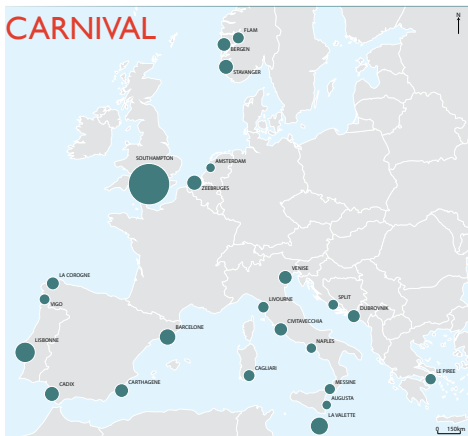 CARNIVAL
N
FLAM
BERGEN
STAVANGER
SOUTHAMPTON
AMSTERDAM
ZEEBRUGES
LA COROGNE
VIGO
LISBONNE
CADIX
CARTHAGENE
BARCELONE
VENISE
LIVOURNE
SPLIT
DUBROVNIK
CIVITAVECCHIA
NAPLES
CAGLIARI
LE PIREE
MESSINE
AUGUSTA
LA VALETTE
0 150km